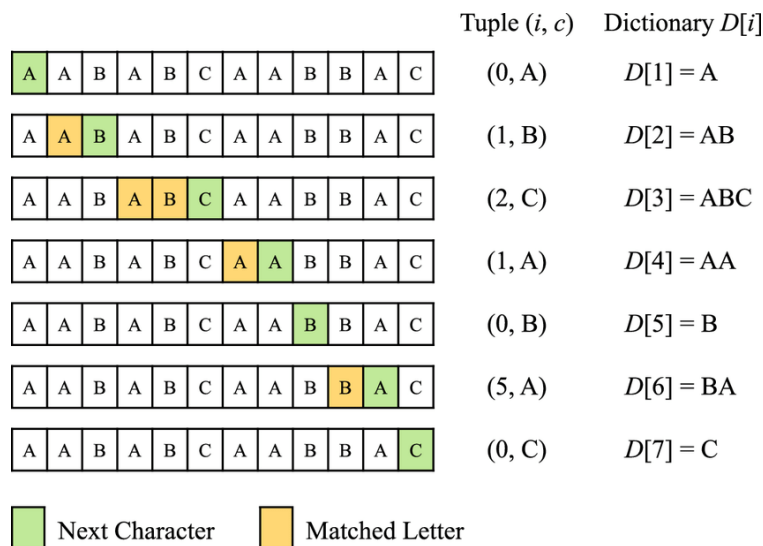 Tuple (i, c) Dictionary D[i]
A A B A B C A A B B A C (0, A) D[1] = A
A A B A B C A A B B A C (1, B) D[2] = AB
A A B A B C A A B B A C (2, C) D[3] = ABC
A A B A B C A A B B A C (1, A) D[4] = AA
A A B A B C A A B B A C (0, B) D[5] = B
A A B A B C A A B B A C (5, A) D[6] = BA
A A B A B C A A B B A C (0, C) D[7] = C
Next Character Matched Letter